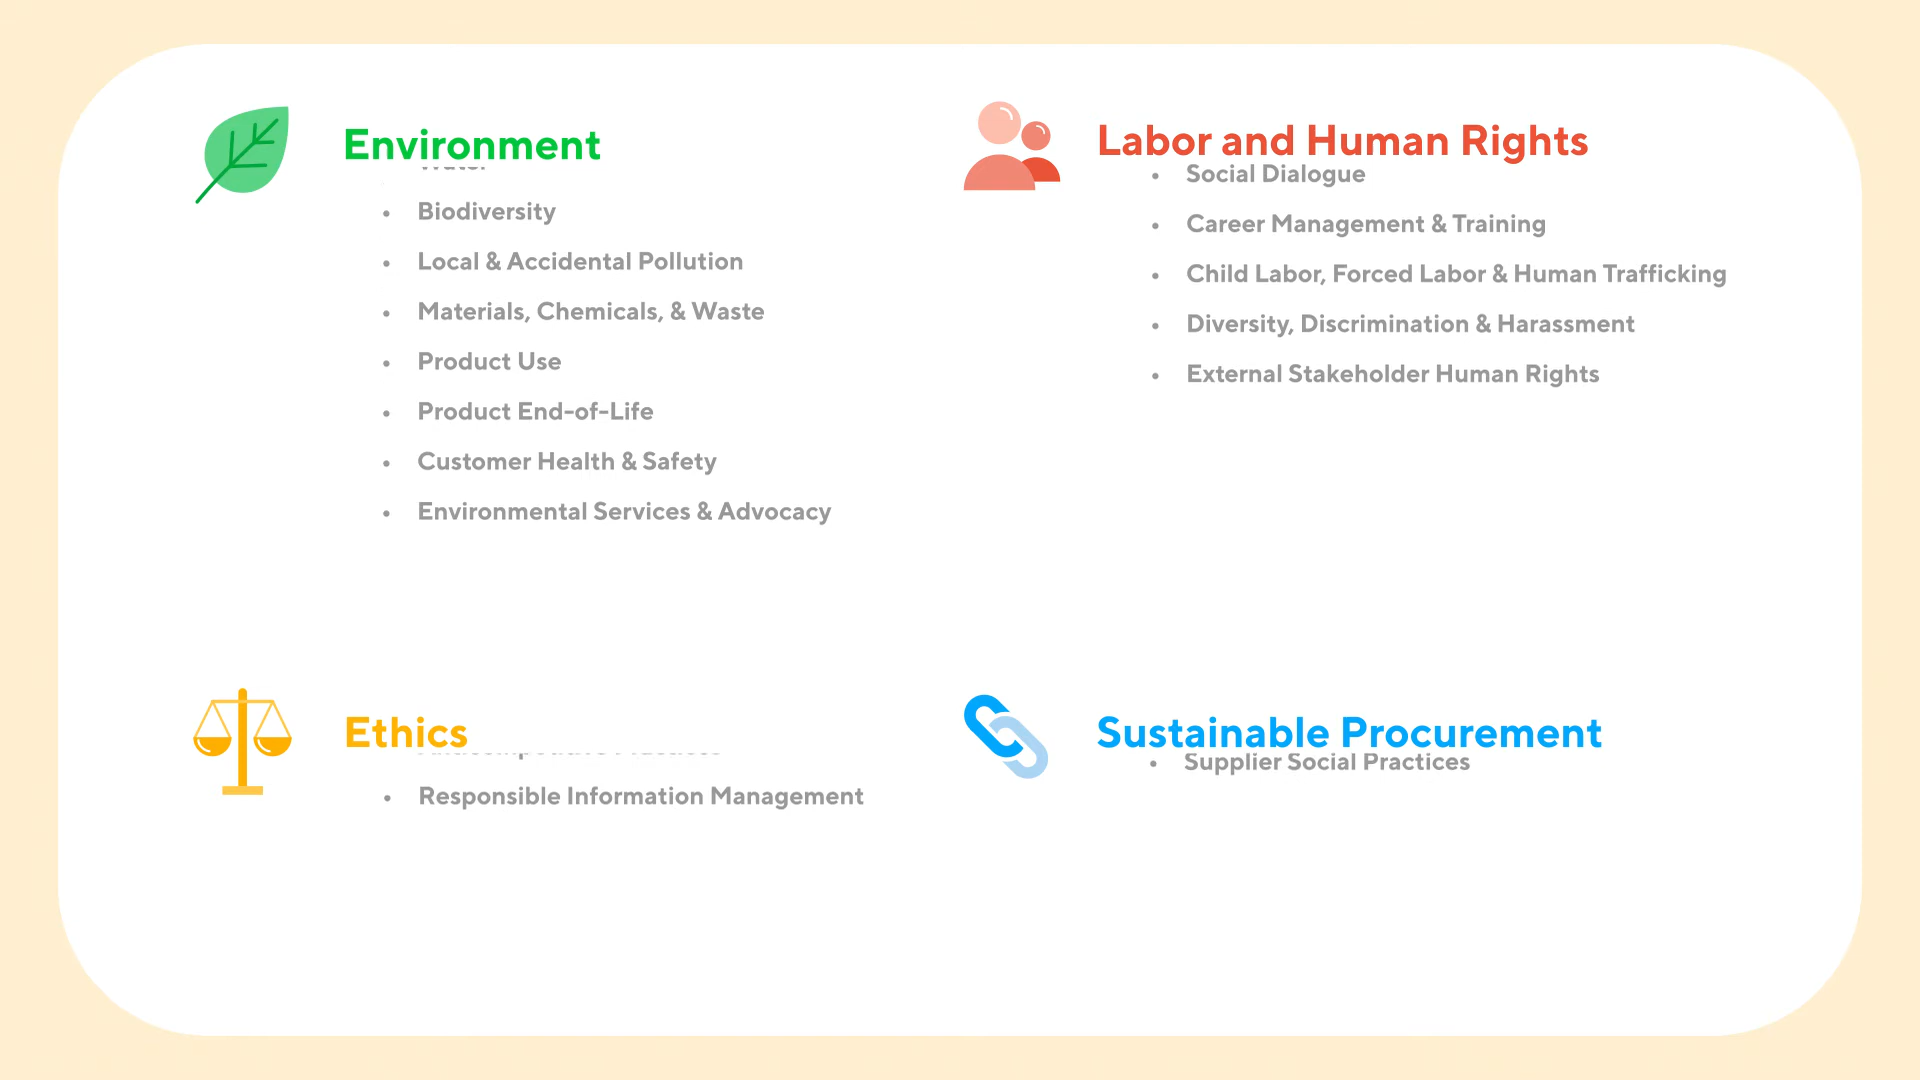 Environment
Water
• Biodiversity
• Local & Accidental Pollution
• Materials, Chemicals, & Waste
• Product Use
• Product End-of-Life
• Customer Health & Safety
• Environmental Services & Advocacy
Labor and Human Rights
• Social Dialogue
• Career Management & Training
• Child Labor, Forced Labor & Human Trafficking
• Diversity, Discrimination & Harassment
• External Stakeholder Human Rights
Ethics
• Responsible Information Management
Sustainable Procurement
• Supplier Social Practices